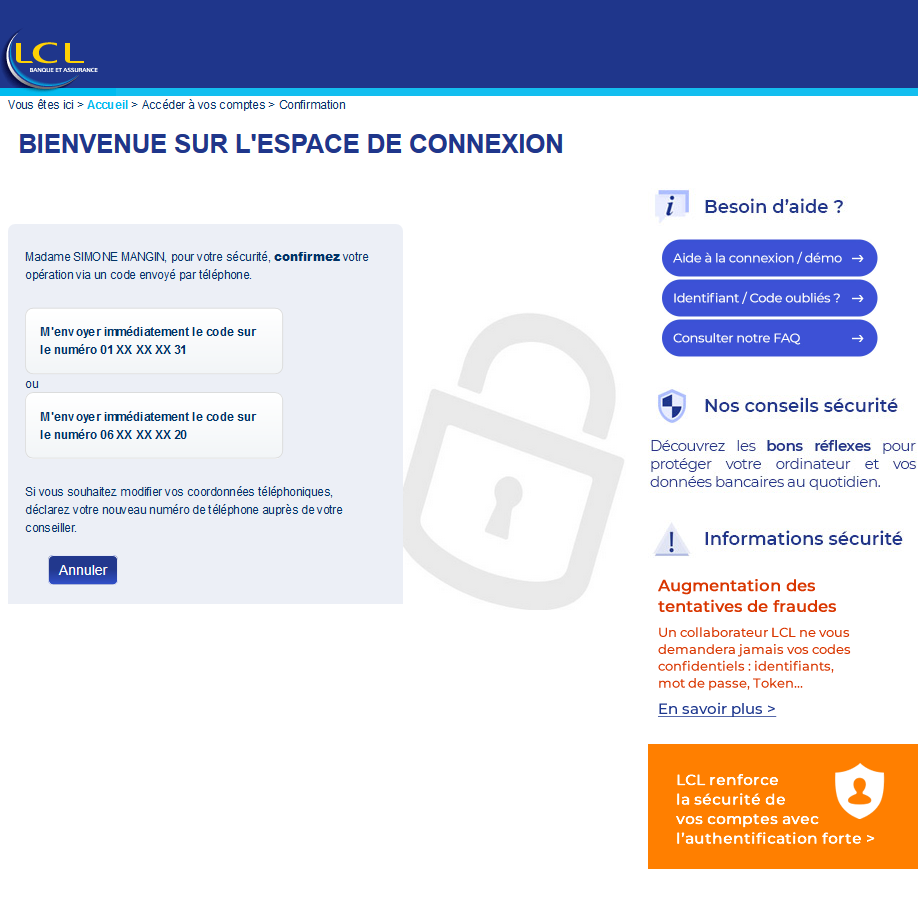 LCL
BANQUE ET ASSURANCE
Vous êtes ici > Accueil > Accéder à vos comptes > Confirmation
BIENVENUE SUR L'ESPACE DE CONNEXION
Madame SIMONE MANGIN, pour votre sécurité, confirmez votre
opération via un code envoyé par téléphone.
M'envoyer immédiatement le code sur
le numéro 01 XX XX XX 31
ou
M'envoyer immédiatement le code sur
le numéro 06 XX XX XX 20
Si vous souhaitez modifier vos coordonnées téléphoniques,
déclarez votre nouveau numéro de téléphone auprès de votre
conseiller.
Annuler
Besoin d'aide ?
Aide à la connexion / démo →
Identifiant / Code oubliés ? →
Consulter notre FAQ →
Nos conseils sécurité
Découvrez les bons réflexes pour
protéger votre ordinateur et vos
données bancaires au quotidien.
Informations sécurité
Augmentation des
tentatives de fraudes
Un collaborateur LCL ne vous
demandera jamais vos codes
confidentiels : identifiants,
mot de passe, Token...
En savoir plus >
LCL renforce
la sécurité de
vos comptes avec
l'authentification forte >